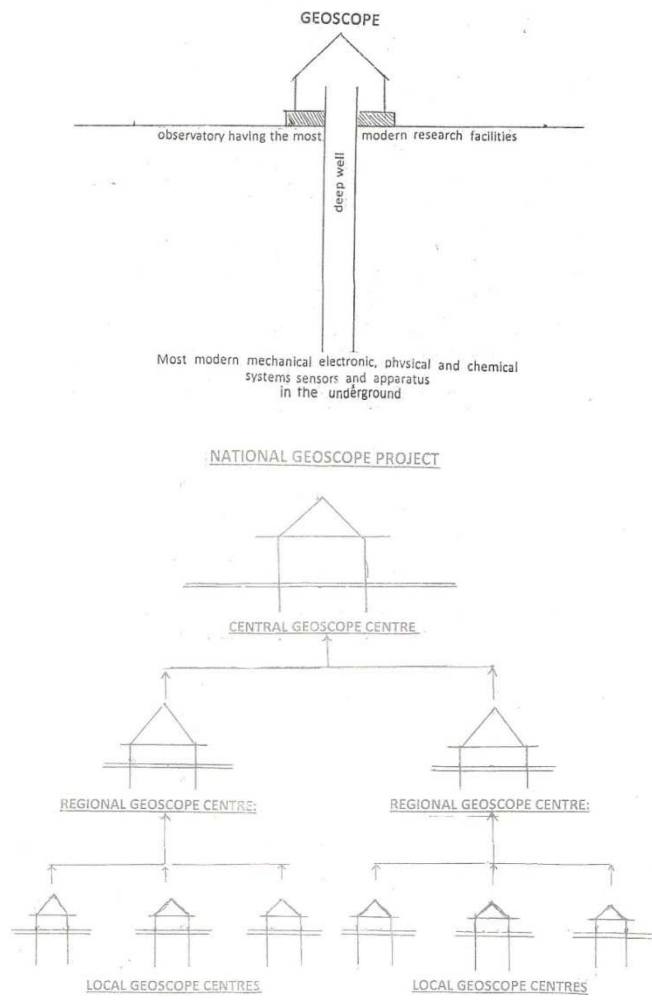 GEOSCOPE
observatory having the most modern research facilities
deep well
Most modern mechanical electronic, physical and chemical
systems sensors and apparatus
in the underground
NATIONAL GEOSCOPE PROJECT
CENTRAL GEOSCOPE CENTRE
REGIONAL GEOSCOPE CENTRE:
REGIONAL GEOSCOPE CENTRE:
LOCAL GEOSCOPE CENTRES
LOCAL GEOSCOPE CENTRES